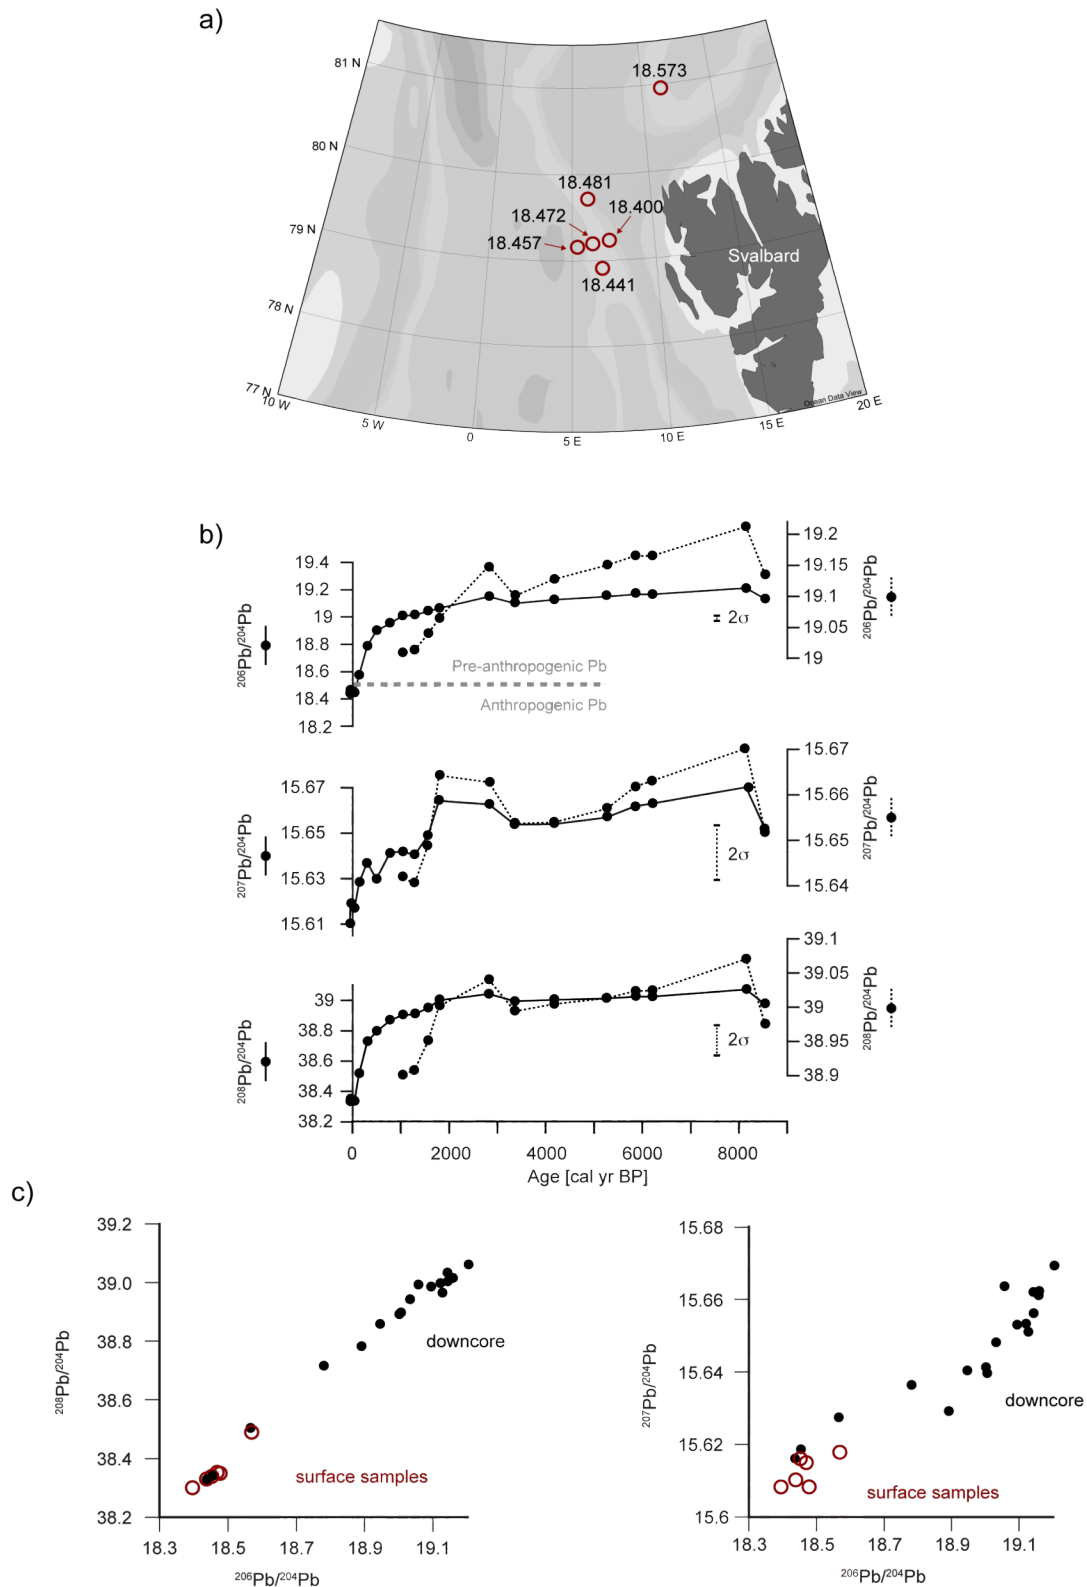 a)
81 N
80 N
79 N
78 N
77 N
10 W
5 W
0
5 E
10 E
15 E
20 E
18.573
18.481
18.472
18.400
18.457
18.441
Svalbard
Ocean Data View
b)
19.4
19.2
19
18.8
18.6
18.4
18.2
²⁰⁶Pb/²⁰⁴Pb
19.2
19.15
19.1
19.05
19
²⁰⁶Pb/²⁰⁴Pb
2σ
Pre-anthropogenic Pb
Anthropogenic Pb
15.67
15.65
15.63
15.61
²⁰⁷Pb/²⁰⁴Pb
15.67
15.66
15.65
15.64
²⁰⁷Pb/²⁰⁴Pb
2σ
39
38.8
38.6
38.4
38.2
²⁰⁸Pb/²⁰⁴Pb
39.1
39.05
39
38.95
38.9
²⁰⁸Pb/²⁰⁴Pb
2σ
0 2000 4000 6000 8000
Age [cal yr BP]
c)
39.2
39.0
38.8
38.6
38.4
38.2
²⁰⁸Pb/²⁰⁴Pb
downcore
surface samples
18.3 18.5 18.7 18.9 19.1
²⁰⁶Pb/²⁰⁴Pb
15.68
15.66
15.64
15.62
15.6
²⁰⁷Pb/²⁰⁴Pb
downcore
surface samples
18.3 18.5 18.7 18.9 19.1
²⁰⁶Pb/²⁰⁴Pb